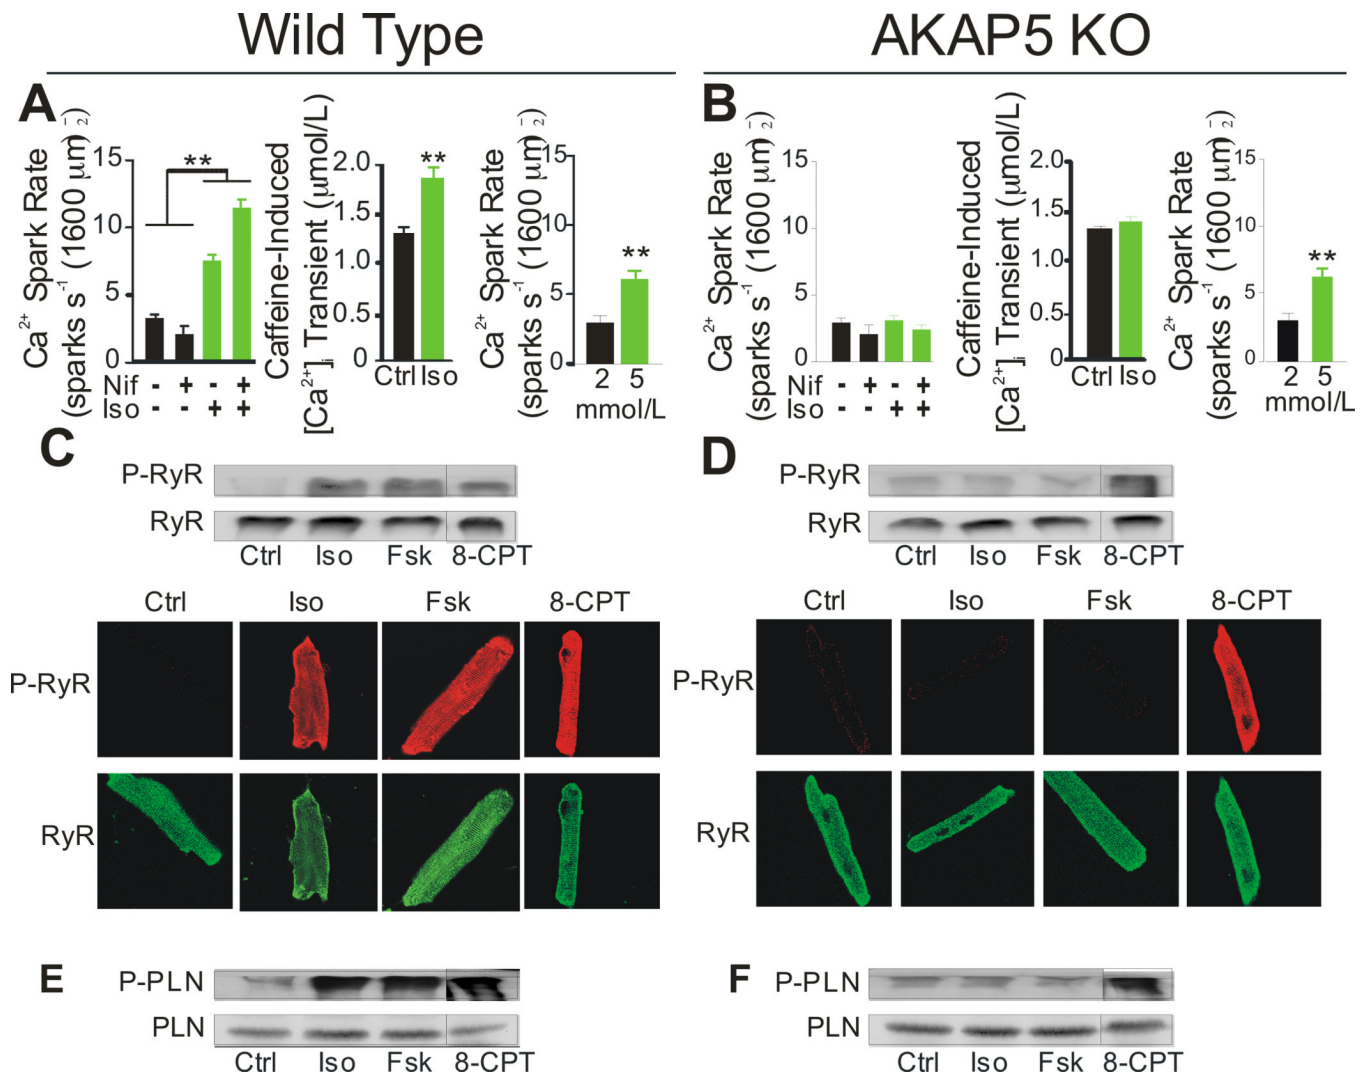 Wild Type
AKAP5 KO
A
Ca2+ Spark Rate
(sparks s-1 (1600 μm)-2)
15
10
5
0
**
Nif - + - +
Iso - - + +
Caffeine-Induced
[Ca2+]i Transient (μmol/L)
2.0
1.5
1.0
0.5
0.0
**
Ctrl Iso
Ca2+ Spark Rate
(sparks s-1 (1600 μm)-2)
15
10
5
0
**
2 5
mmol/L
B
Ca2+ Spark Rate
(sparks s-1 (1600 μm)-2)
15
10
5
0
Nif - + - +
Iso - - + +
Caffeine-Induced
[Ca2+]i Transient (μmol/L)
2.0
1.5
1.0
0.5
0.0
Ctrl Iso
Ca2+ Spark Rate
(sparks s-1 (1600 μm)-2)
15
10
5
0
**
2 5
mmol/L
C
P-RyR
RyR
Ctrl Iso Fsk 8-CPT
Ctrl Iso Fsk 8-CPT
P-RyR
RyR
D
P-RyR
RyR
Ctrl Iso Fsk 8-CPT
Ctrl Iso Fsk 8-CPT
P-RyR
RyR
E
P-PLN
PLN
Ctrl Iso Fsk 8-CPT
F
P-PLN
PLN
Ctrl Iso Fsk 8-CPT